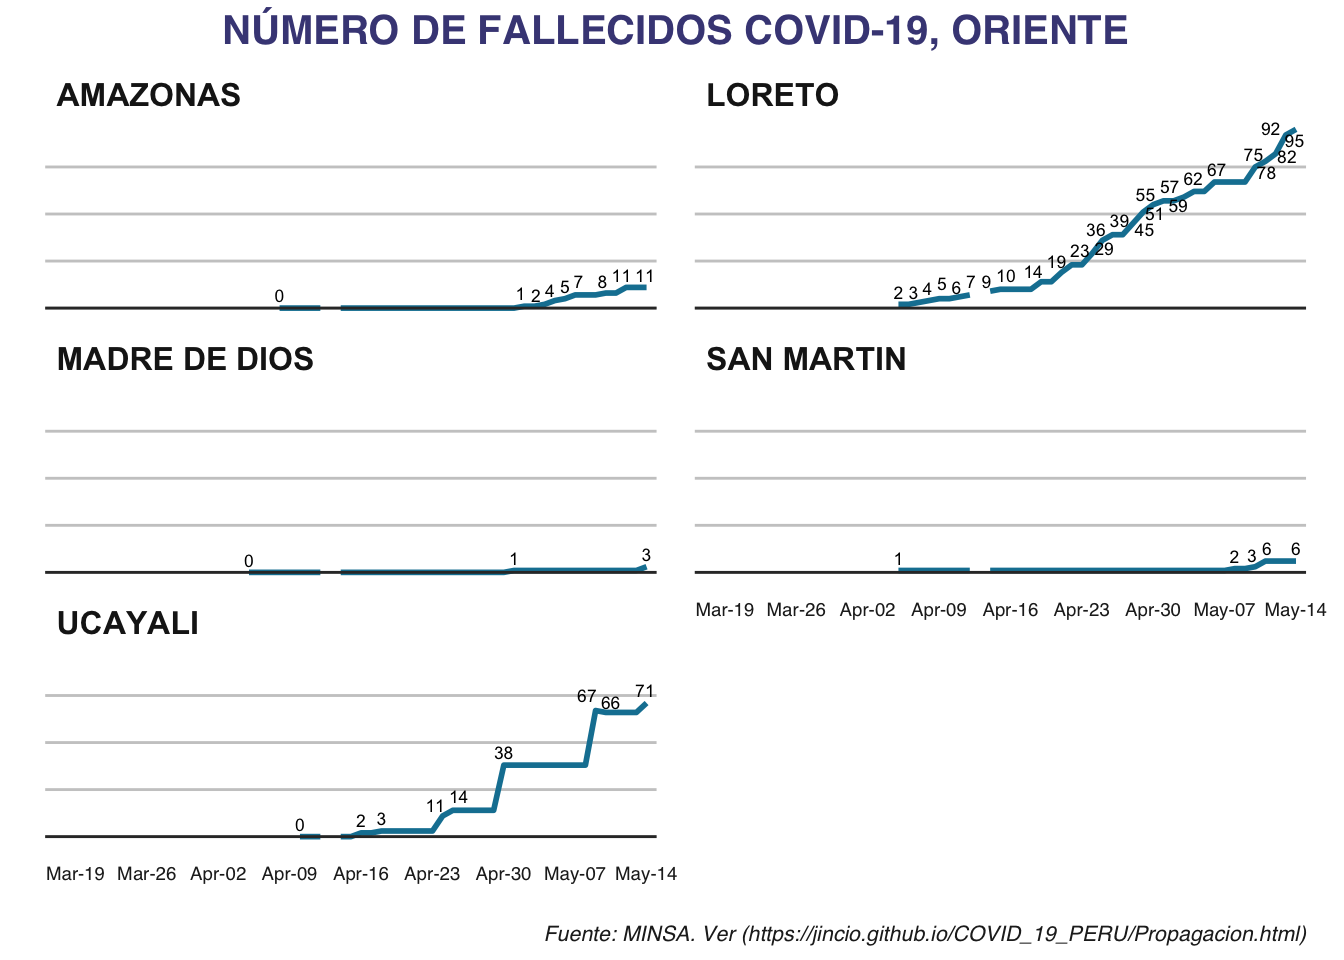 NÚMERO DE FALLECIDOS COVID-19, ORIENTE
AMAZONAS
0 1 2 4 5 7 8 11 11
LORETO
2 3 4 5 6 7 9 10 14 19 23 29 36 39 45 55 51 57 59 62 67 75 78 82 92 95
MADRE DE DIOS
0 1 3
SAN MARTIN
1 2 3 6 6
Mar-19 Mar-26 Apr-02 Apr-09 Apr-16 Apr-23 Apr-30 May-07 May-14
UCAYALI
0 2 3 11 14 38 67 66 71
Mar-19 Mar-26 Apr-02 Apr-09 Apr-16 Apr-23 Apr-30 May-07 May-14
Fuente: MINSA. Ver (https://jincio.github.io/COVID_19_PERU/Propagacion.html)